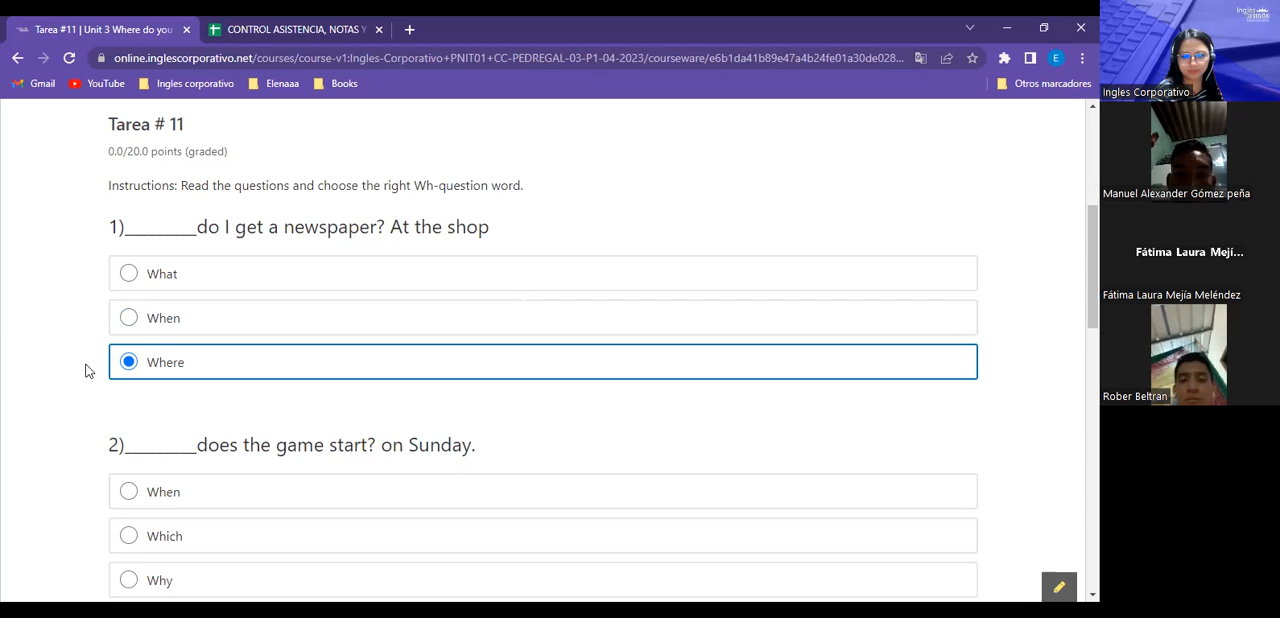 Tarea #11 | Unit 3 Where do you
CONTROL ASISTENCIA, NOTAS Y
online.inglescorporativo.net/courses/course-v1:Ingles-Corporativo+PNIT01+CC-PEDREGAL-03-P1-04-2023/courseware/e6b1da41b89e47a4b24fe01a30de028...
E
Gmail
YouTube
Ingles corporativo
Elenaaa
Books
Otros marcadores
Tarea # 11
0.0/20.0 points (graded)
Instructions: Read the questions and choose the right Wh-question word.
1)_________do I get a newspaper? At the shop
What
When
Where
2)_________does the game start? on Sunday.
When
Which
Why
Ingles Corporativo
Manuel Alexander Gómez peña
Fátima Laura Mejí...
Fátima Laura Mejía Meléndez
Rober Beltran